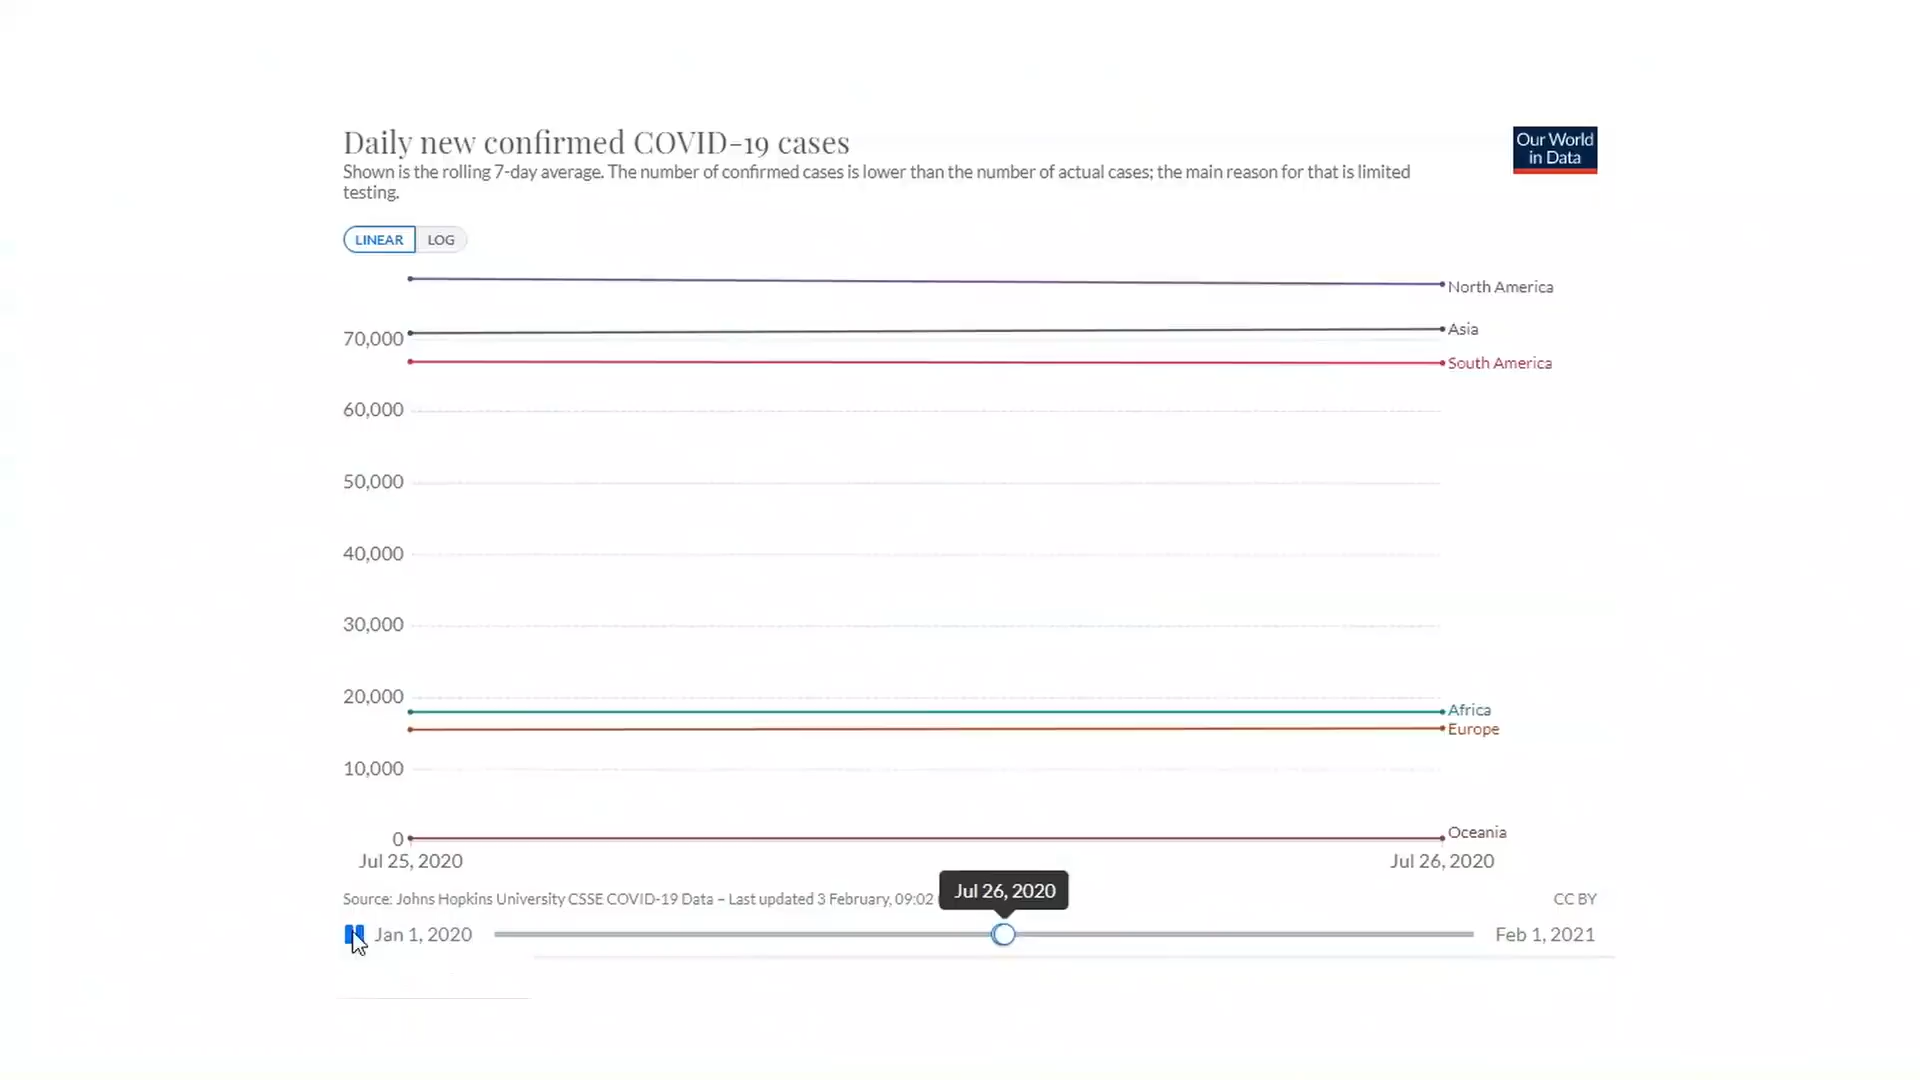 Daily new confirmed COVID-19 cases
Our World
in Data
Shown is the rolling 7-day average. The number of confirmed cases is lower than the number of actual cases; the main reason for that is limited
testing.
LINEAR LOG
North America
Asia
70,000
South America
60,000
50,000
40,000
30,000
20,000
Africa
Europe
10,000
Oceania
0
Jul 25, 2020 Jul 26, 2020
Jul 26, 2020
Source: Johns Hopkins University CSSE COVID-19 Data – Last updated 3 February, 09:02 CC BY
Jan 1, 2020 Feb 1, 2021